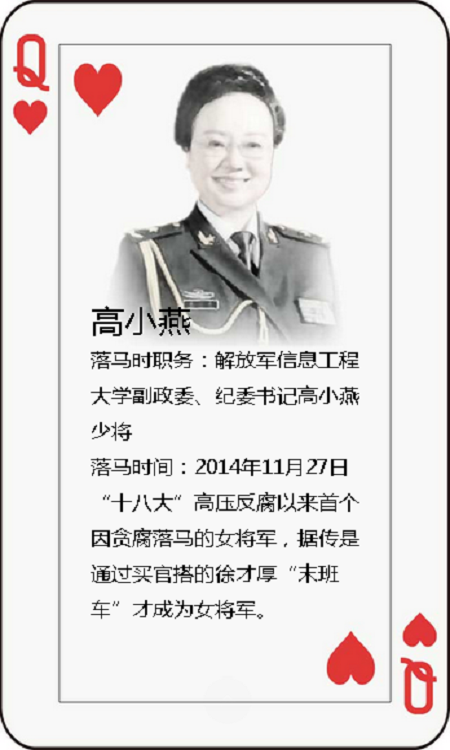 Q
高小燕
落马时职务：解放军信息工程
大学副政委、纪委书记高小燕
少将
落马时间：2014年11月27日
“十八大”高压反腐以来首个
因贪腐落马的女将军，据传是
通过买官搭的徐才厚“末班
车”才成为女将军。
Q